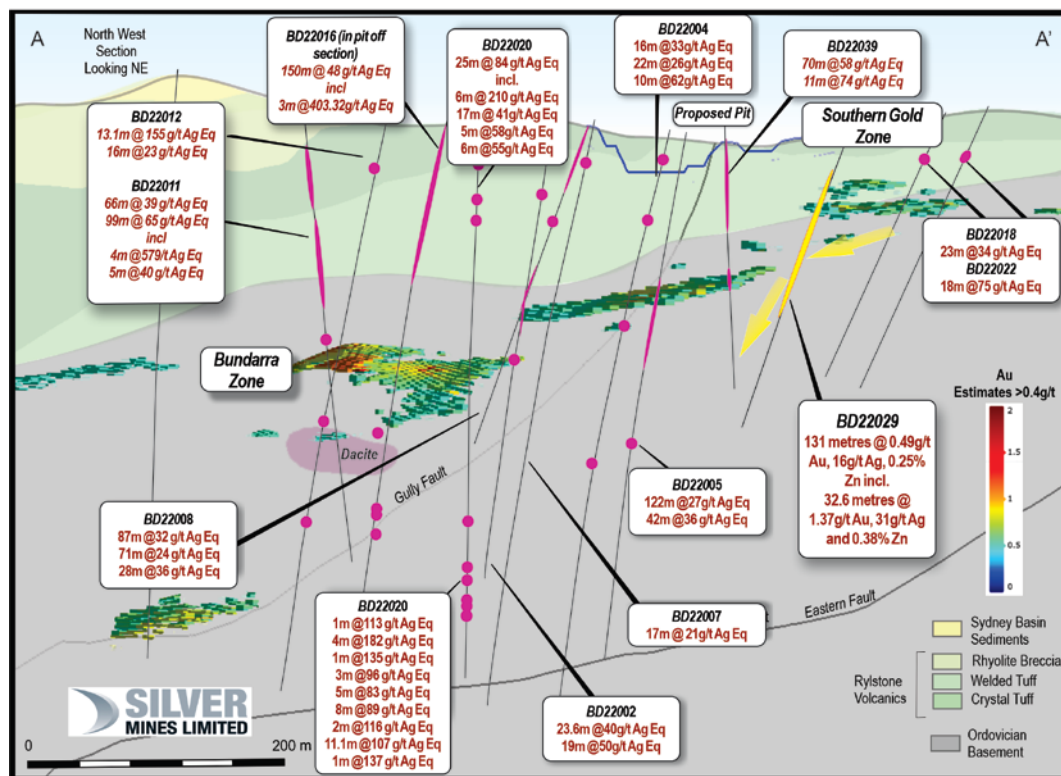 A
A'
North West
Section
Looking NE
BD22016 (in pit off
section)
150m@ 48 g/t Ag Eq
incl
3m@403.32g/t Ag Eq
BD22020
25m@ 84 g/t Ag Eq
incl.
6m@ 210 g/t Ag Eq
17m@ 41g/t Ag Eq
5m@58g/t Ag Eq
6m@55g/t Ag Eq
BD22004
16m@33g/t Ag Eq
22m@26g/t Ag Eq
10m@62g/t Ag Eq
BD22039
70m@58 g/t Ag Eq
11m@74 g/t Ag Eq
Proposed Pit
Southern Gold
Zone
BD22012
13.1m@ 155 g/t Ag Eq
16m@23 g/t Ag Eq
BD22011
66m@ 39 g/t Ag Eq
99m@ 65 g/t Ag Eq
incl
4m@579/t Ag Eq
5m@40 g/t Ag Eq
BD22018
23m@34 g/t Ag Eq
BD22022
18m@75 g/t Ag Eq
Bundarra
Zone
Au
Estimates >0.4g/t
2
1.5
1
0.5
0
BD22029
131 metres @ 0.49g/t
Au, 16g/t Ag, 0.25%
Zn incl.
32.6 metres @
1.37g/t Au, 31g/t Ag
and 0.38% Zn
Dacite
Gully Fault
BD22005
122m@27g/t Ag Eq
42m@36 g/t Ag Eq
BD22008
87m@32 g/t Ag Eq
71m@24 g/t Ag Eq
28m@36 g/t Ag Eq
BD22020
1m@113 g/t Ag Eq
4m@182 g/t Ag Eq
1m@135 g/t Ag Eq
3m@96 g/t Ag Eq
5m@83 g/t Ag Eq
8m@89 g/t Ag Eq
2m@116 g/t Ag Eq
11.1m@107 g/t Ag Eq
1m@137 g/t Ag Eq
BD22007
17m@21g/t Ag Eq
Eastern Fault
BD22002
23.6m@40g/t Ag Eq
19m@50g/t Ag Eq
Sydney Basin
Sediments
Rylstone
Volcanics
Rhyolite Breccia
Welded Tuff
Crystal Tuff
Ordovician
Basement
SILVER
MINES LIMITED
0
200 m